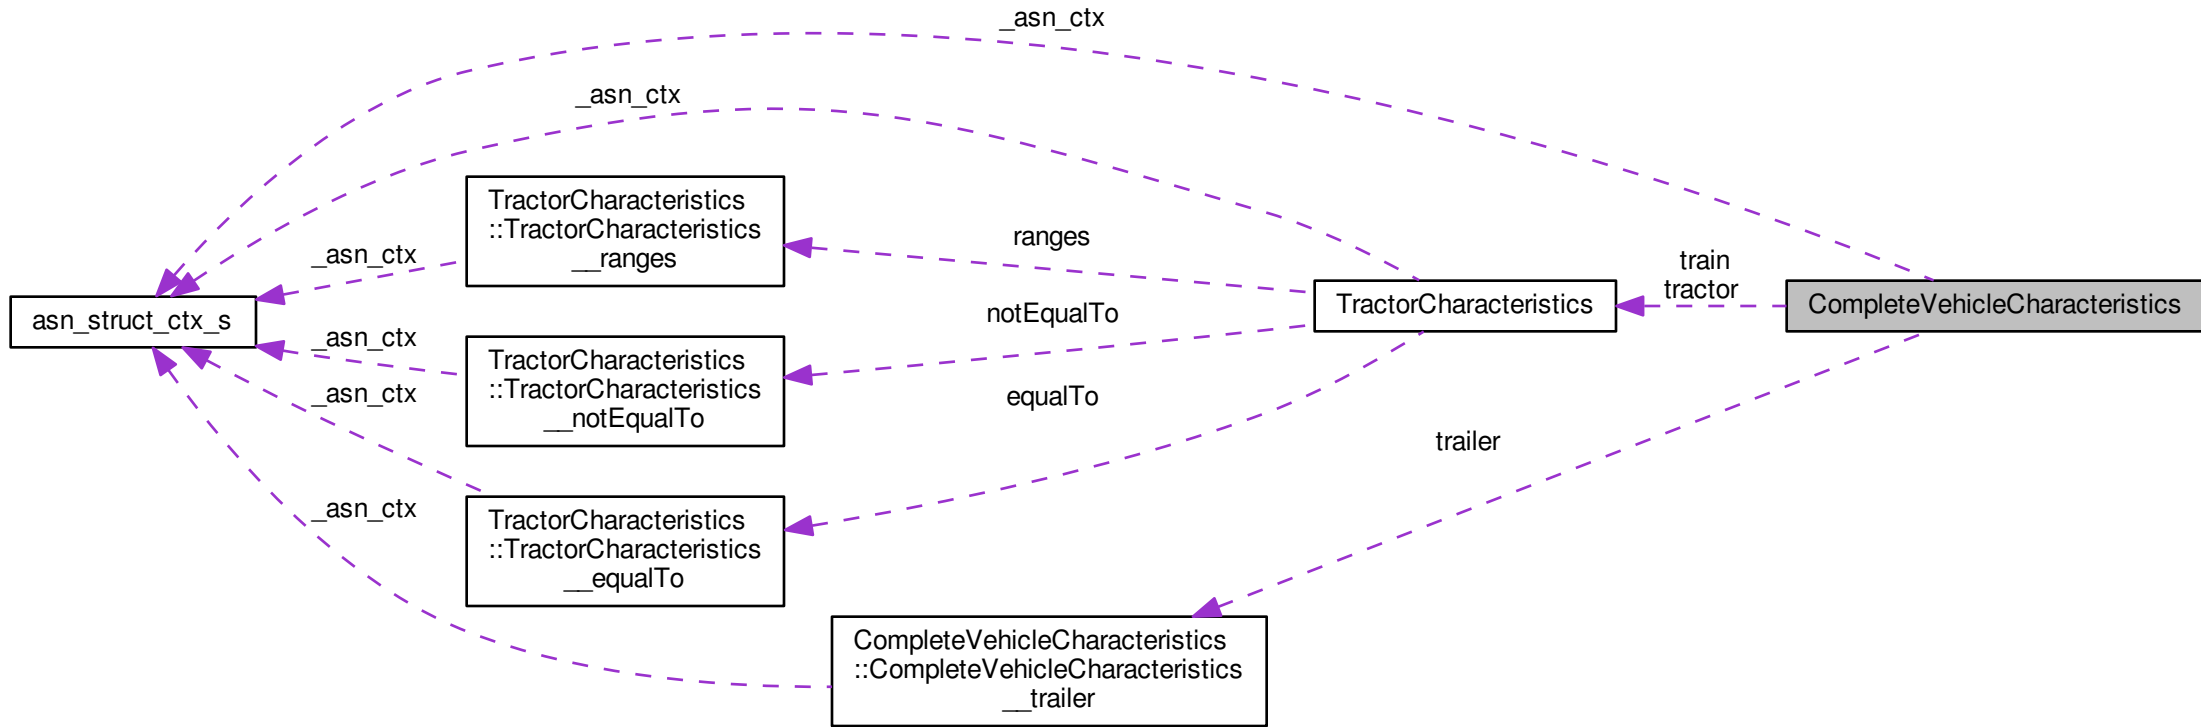 _asn_ctx
_asn_ctx
TractorCharacteristics
::TractorCharacteristics
__ranges
_asn_ctx
ranges
train
tractor
asn_struct_ctx_s
TractorCharacteristics
CompleteVehicleCharacteristics
notEqualTo
_asn_ctx
TractorCharacteristics
::TractorCharacteristics
__notEqualTo
_asn_ctx
equalTo
trailer
_asn_ctx
TractorCharacteristics
::TractorCharacteristics
__equalTo
CompleteVehicleCharacteristics
::CompleteVehicleCharacteristics
__trailer